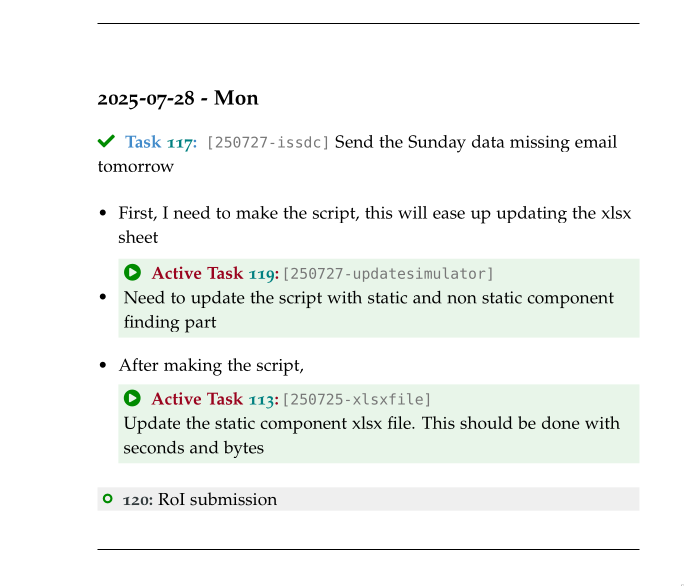 2025-07-28 - Mon
Task 117: [250727-issdc] Send the Sunday data missing email
tomorrow
• First, I need to make the script, this will ease up updating the xlsx
sheet
Active Task 119: [250727-updatesimulator]
• Need to update the script with static and non static component
finding part
• After making the script,
Active Task 113: [250725-xlsxfile]
Update the static component xlsx file. This should be done with
seconds and bytes
120: RoI submission